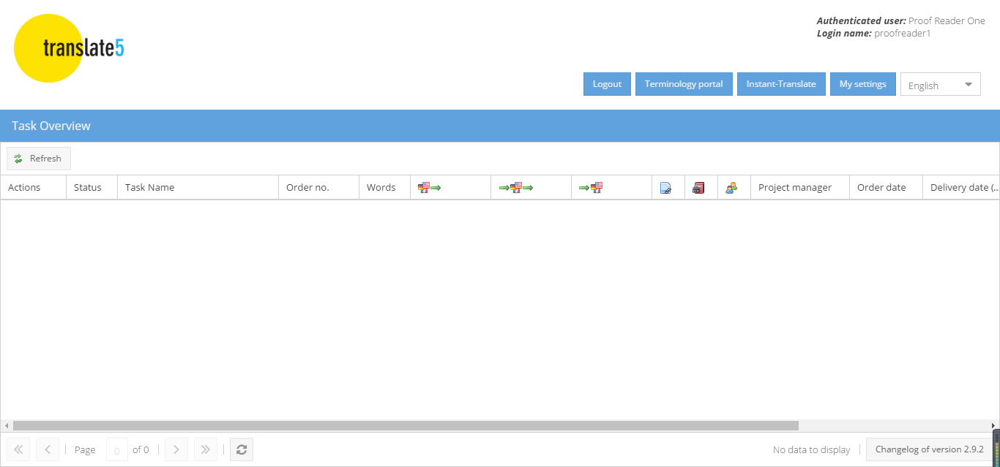 translate5
Authenticated user: Proof Reader One
Login name: proofreader1
Logout Terminology portal Instant-Translate My settings English
Task Overview
Refresh
Actions Status Task Name Order no. Words Project manager Order date Delivery date (...
Page 0 of 0 No data to display Changelog of version 2.9.2